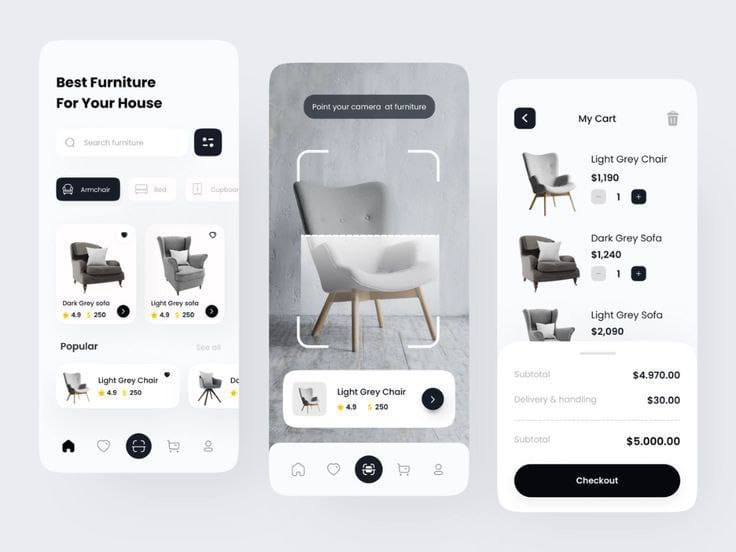 Best Furniture
For Your House
Search furniture
Armchair
Bed
Cupboar
Dark Grey sofa
4.9 $ 250
Light Grey sofa
4.9 $ 250
Popular
See all
Light Grey Chair
4.9 $ 250
Da
Point your camera at furniture
Light Grey Chair
4.9 $ 250
My Cart
Light Grey Chair
$1,190
1
Dark Grey Sofa
$1,240
1
Light Grey Sofa
$2,090
Subtotal
$4.970.00
Delivery & handling
$30.00
Subtotal
$5.000.00
Checkout